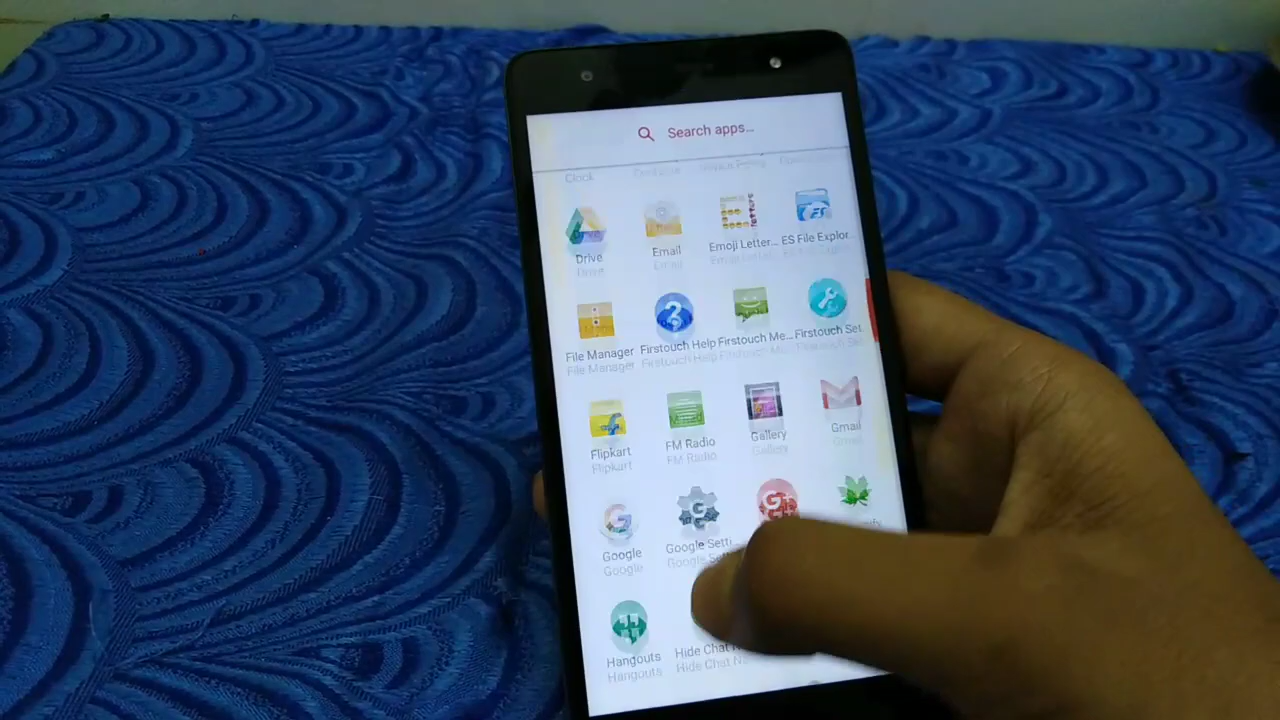 Search apps...
Clock
Drive
Email
Emoji Letter...
ES File Explor..
File Manager
Firstouch Help
Firstouch Me...
Firstouch Set..
Flipkart
FM Radio
Gallery
Gmail
Google
Google Setti...
Hangouts
Hide Chat N